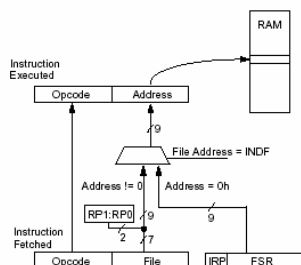 RAM
Instruction
Executed
Opcode Address
9
File Address = INDF
Address != 0 Address = 0h
RP1:RP0
9
9
2
Instruction
Fetched
7
Opcode File IRP FSR